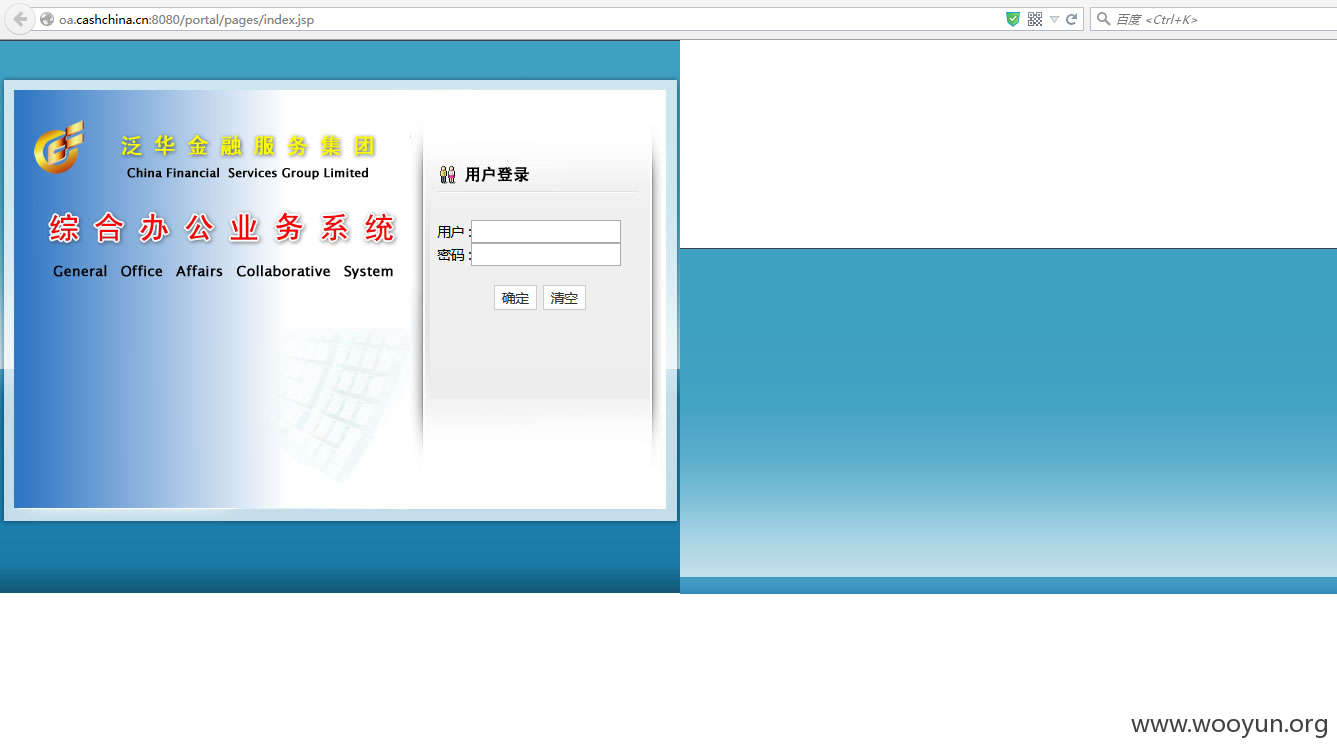 oa.cashchina.cn:8080/portal/pages/index.jsp
百度 <Ctrl+K>
泛华金融服务集团
China Financial Services Group Limited
综合办公业务系统
General Office Affairs Collaborative System
用户登录
用户 :
密码 :
确定 清空
www.wooyun.org